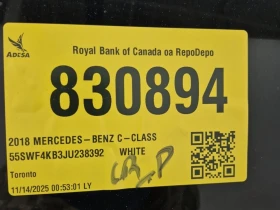 ADESA
Royal Bank of Canada oa RepoDepo
830894
2018 MERCEDES-BENZ C-CLASS
55SWF4KB3JU238392 WHITE
Toronto
11/14/2025 00:53:01 LY